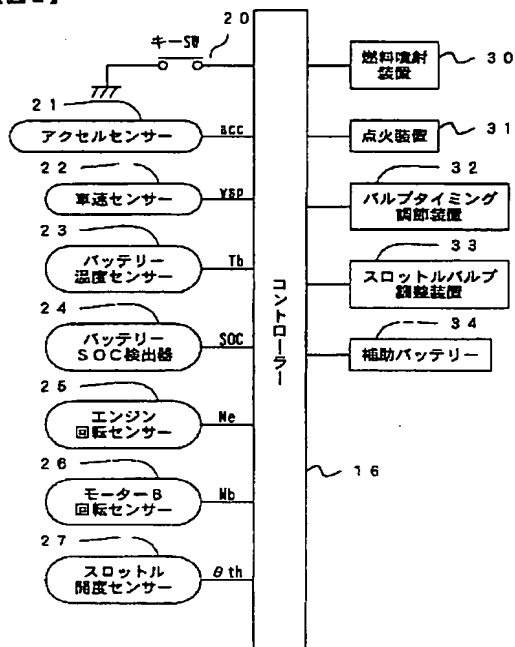 20
キーSW
21
アクセルセンサー
acc
22
車速センサー
vsp
23
バッテリー
温度センサー
Tb
24
バッテリー
SOC検出器
SOC
25
エンジン
回転センサー
Ne
26
モーターB
回転センサー
Nb
27
スロットル
開度センサー
θth
コントローラー
16
燃料噴射
装置
30
点火装置
31
32
バルブタイミング
調節装置
33
スロットルバルブ
調整装置
34
補助バッテリー